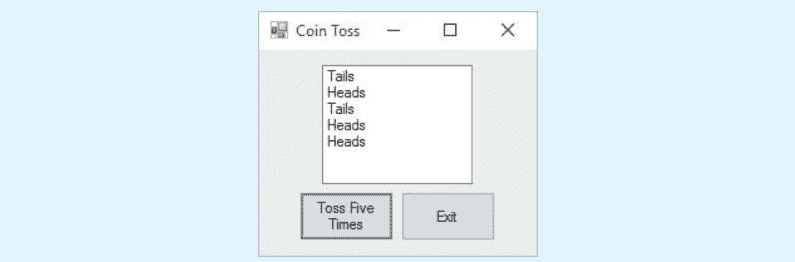 Coin Toss
Tails
Heads
Tails
Heads
Heads
Toss Five
Times
Exit